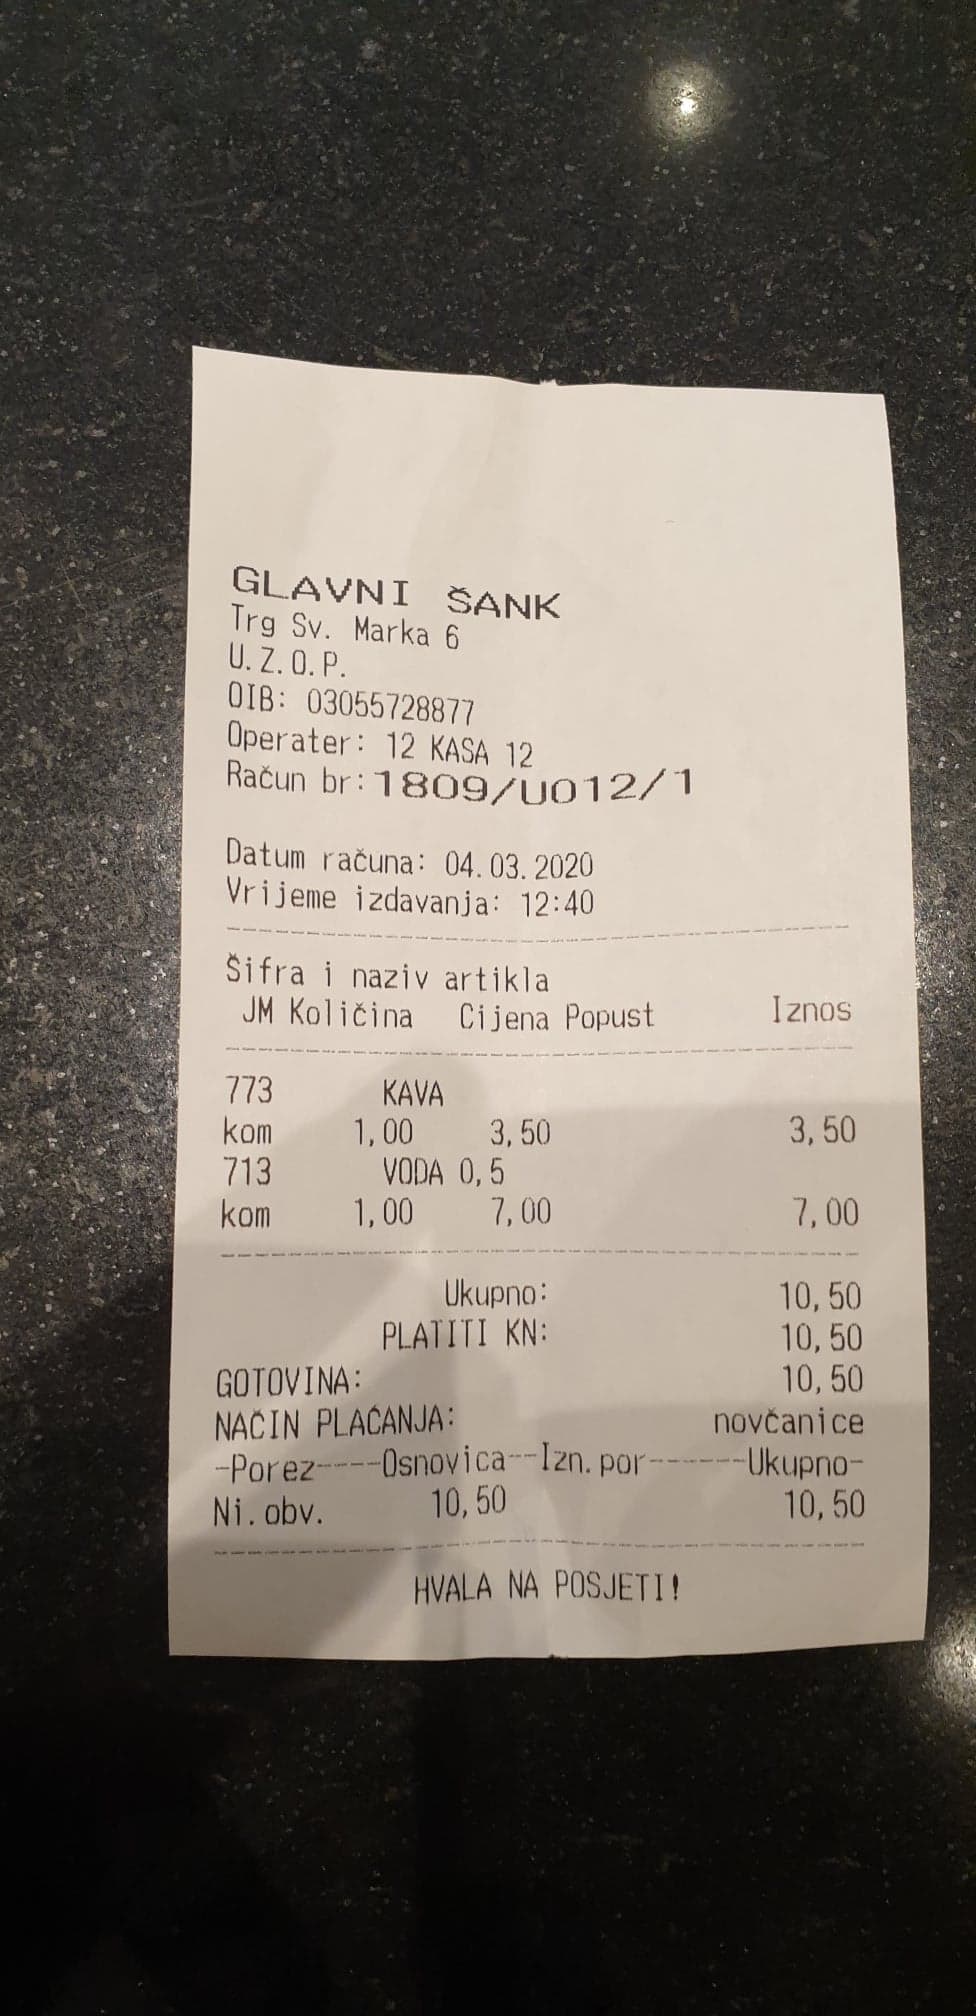 GLAVNI ŠANK
Trg Sv. Marka 6
U.Z.O.P.
OIB: 03055728877
Operater: 12 KASA 12
Račun br:1809/U012/1
Datum računa: 04.03.2020
Vrijeme izdavanja: 12:40
Šifra i naziv artikla
JM Količina Cijena Popust Iznos
773 KAVA
kom 1,00 3,50 3,50
713 VODA 0,5
kom 1,00 7,00 7,00
Ukupno: 10,50
PLATITI KN: 10,50
GOTOVINA: 10,50
NAČIN PLAĆANJA: novčanice
-Porez-----Osnovica--Izn.por-------Ukupno-
Ni.obv. 10,50 10,50
HVALA NA POSJETI!